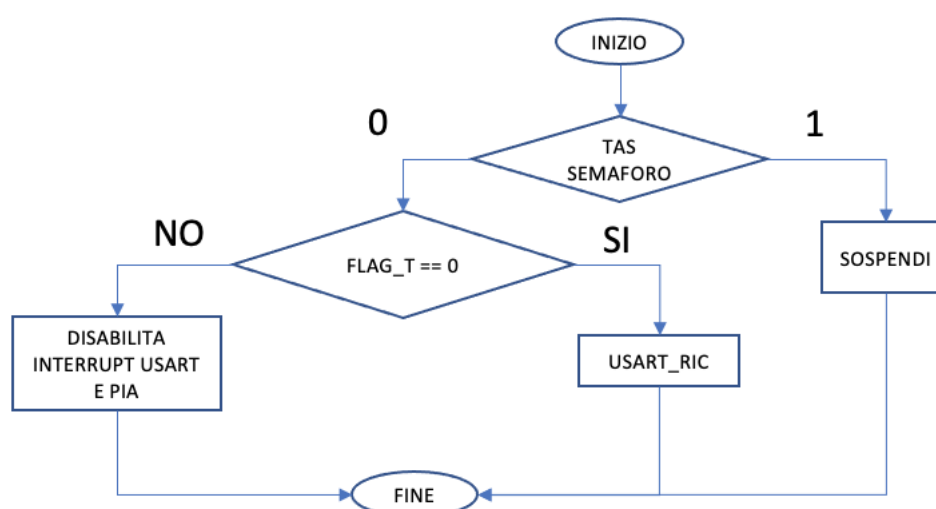 INIZIO
0
1
TAS
SEMAFORO
NO
SI
FLAG_T == 0
SOSPENDI
DISABILITA
INTERRUPT USART
E PIA
USART_RIC
FINE